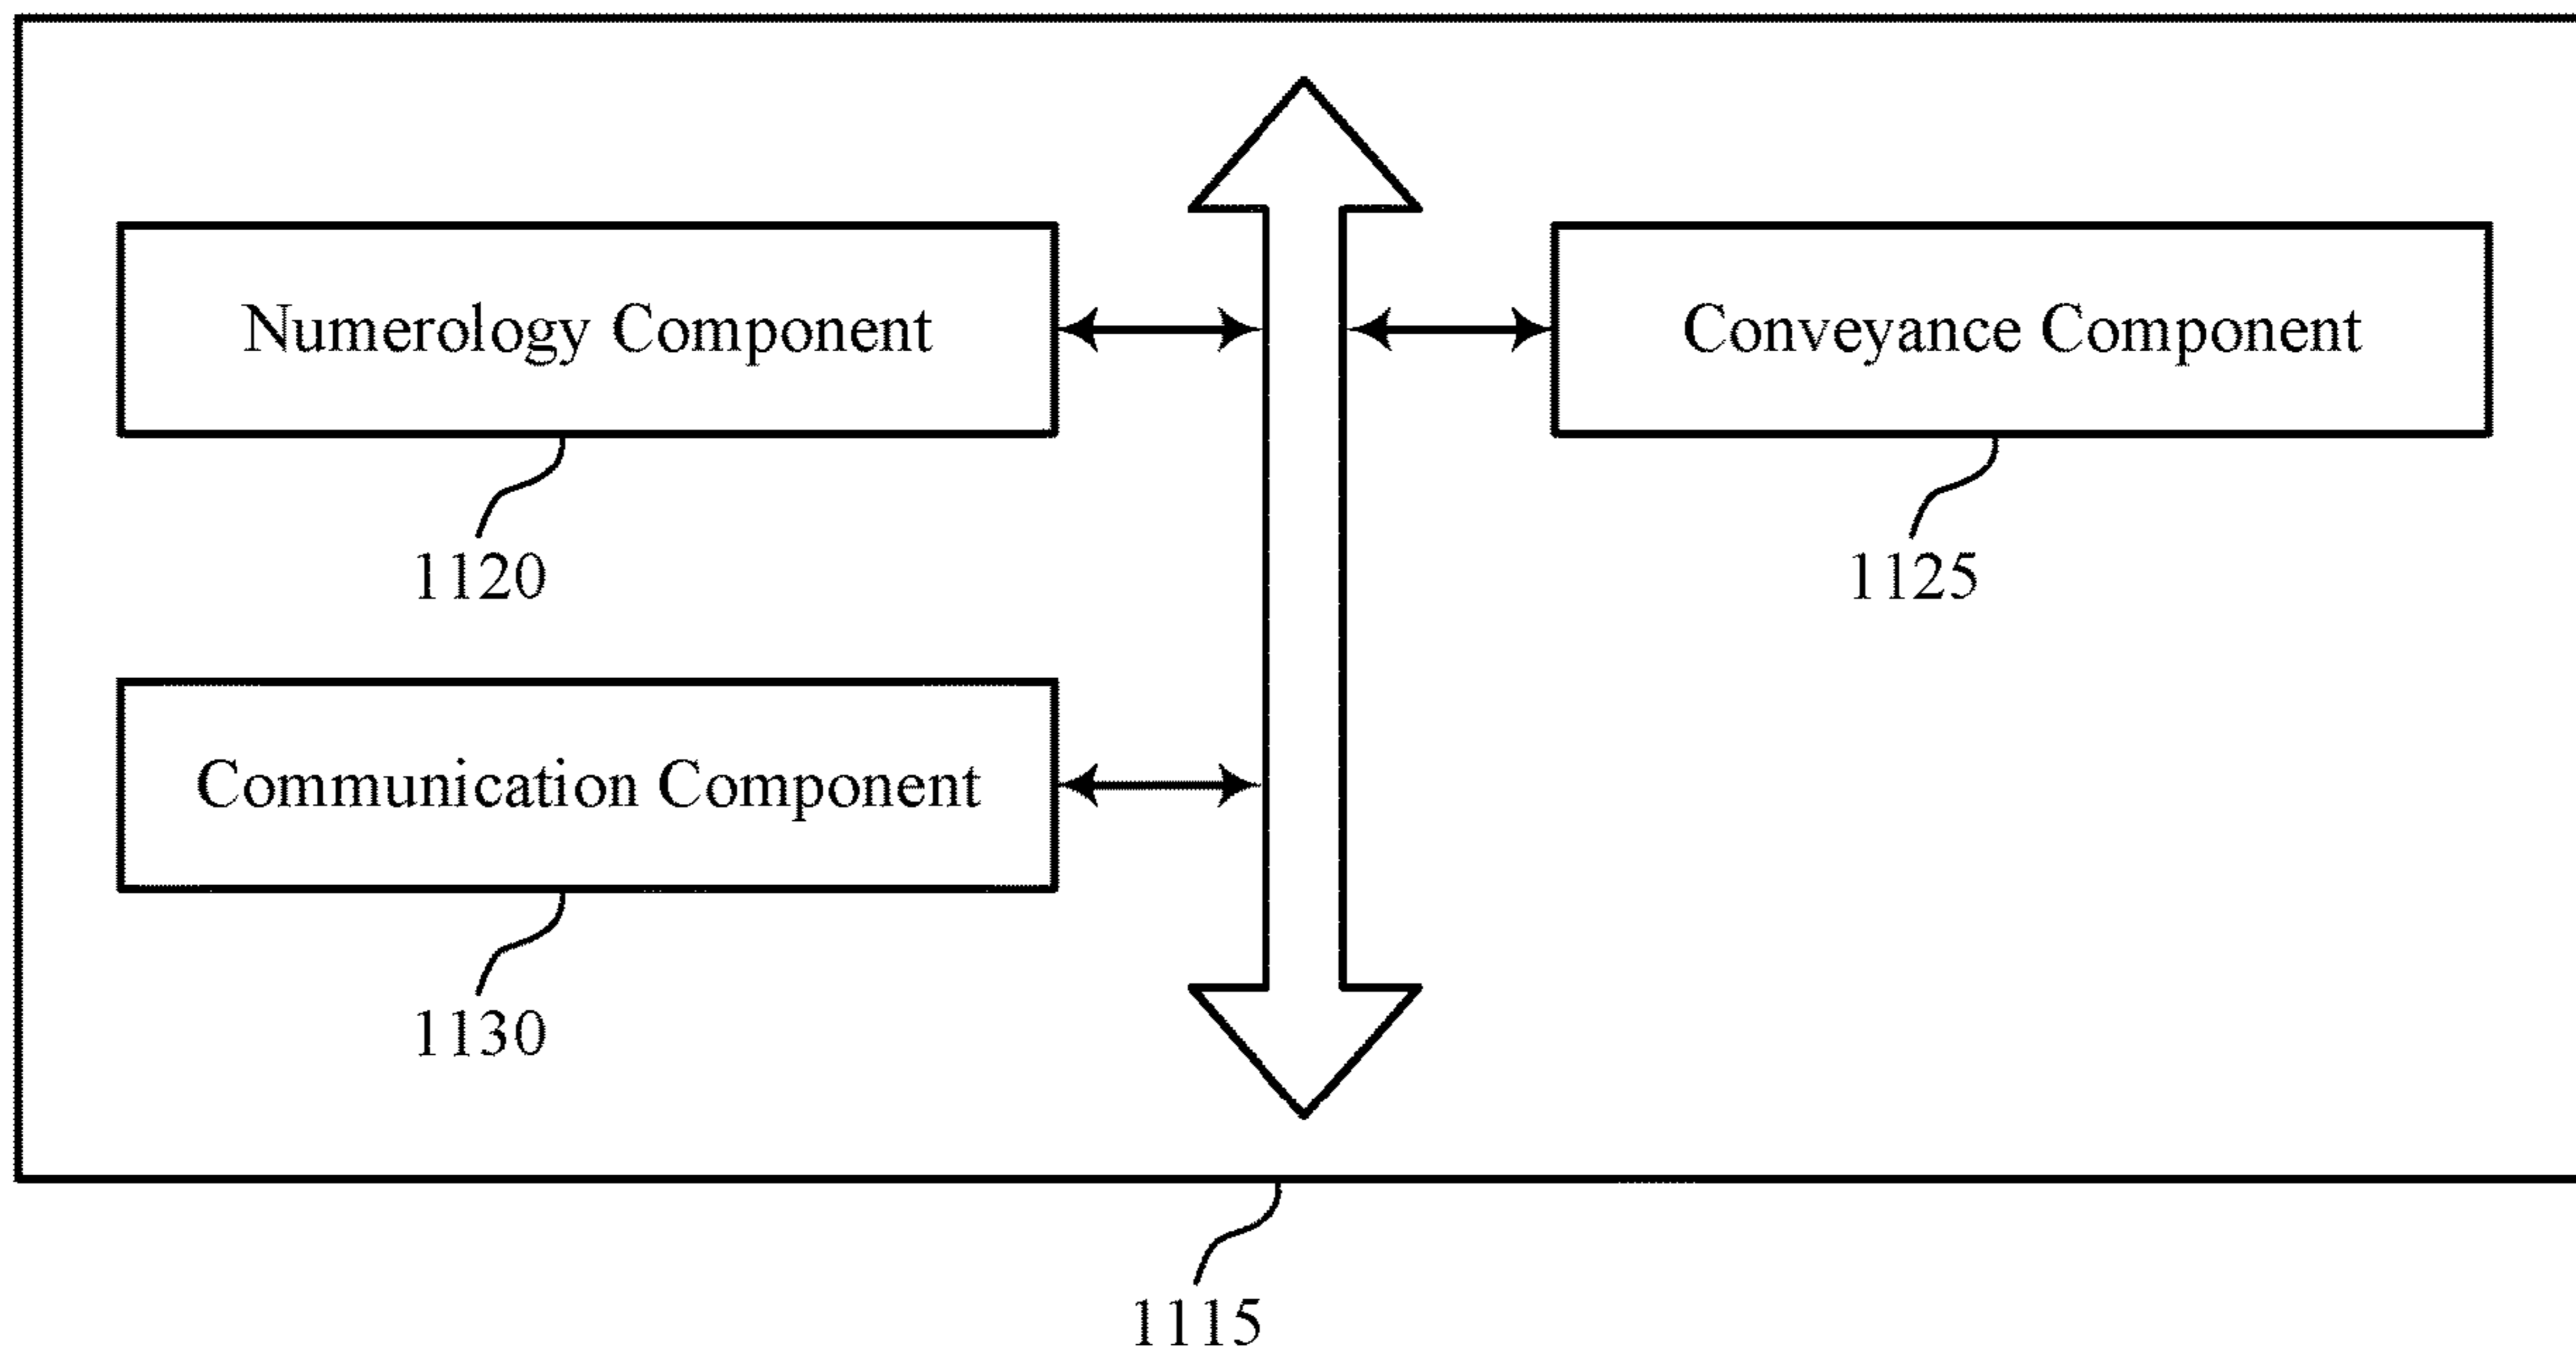 Numerology Component
Conveyance Component
1120
1125
Communication Component
1130
1115